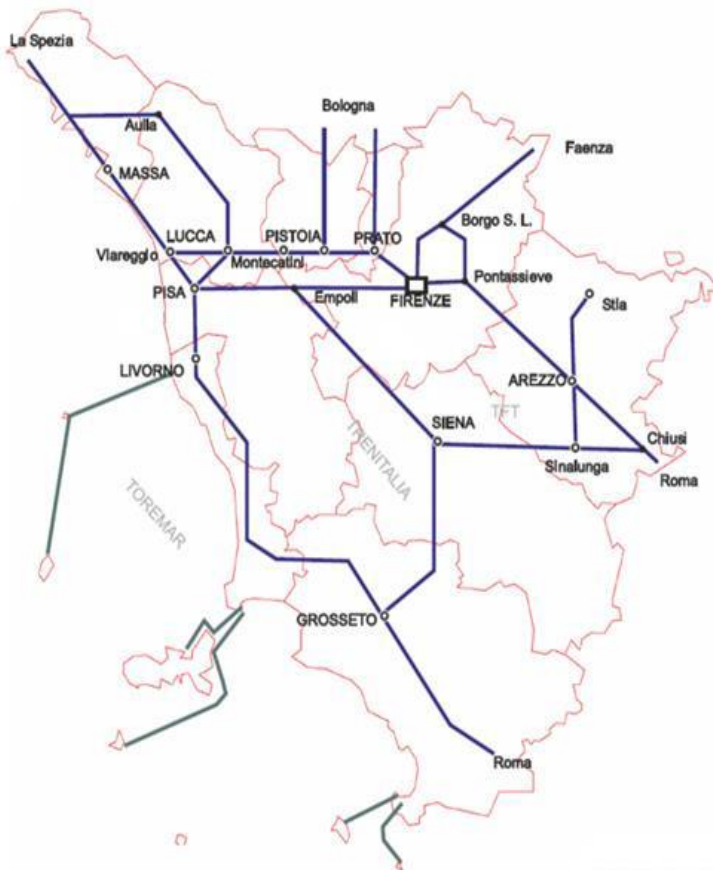 La Spezia
Bologna
Aulla
Faenza
MASSA
Borgo S. L.
LUCCA
PISTOIA
PRATO
Viareggio
Montecatini
Pontassieve
PISA
Empoli
FIRENZE
Stia
LIVORNO
AREZZO
TFT
SIENA
TRENITALIA
Chiusi
Sinalunga
Roma
TOREMAR
GROSSETO
Roma